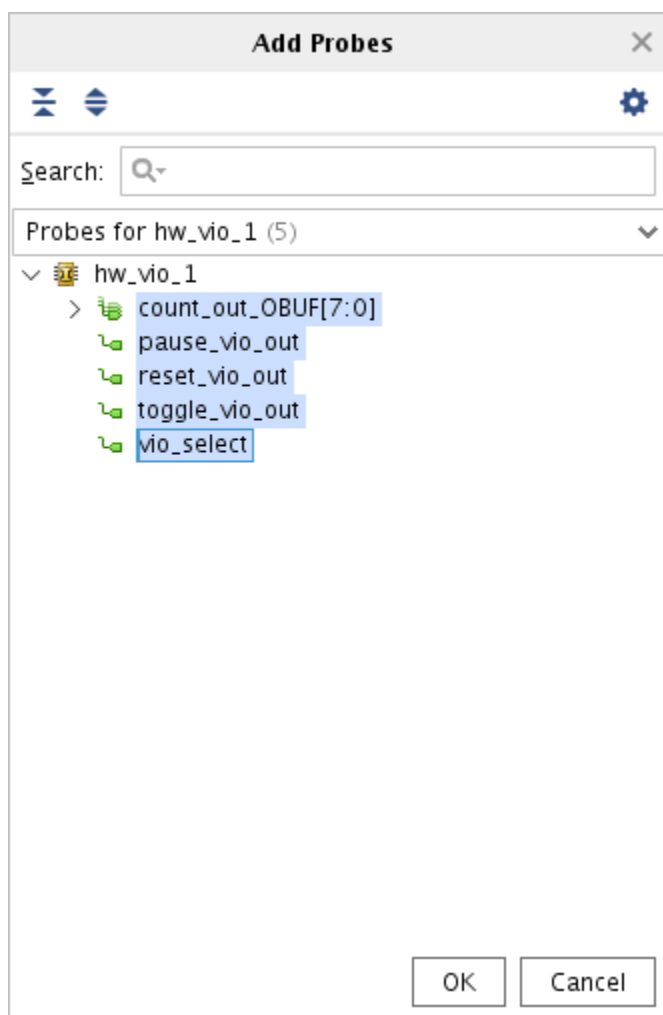 Add Probes
Search:
Probes for hw_vio_1 (5)
hw_vio_1
count_out_OBUF[7:0]
pause_vio_out
reset_vio_out
toggle_vio_out
vio_select
OK Cancel